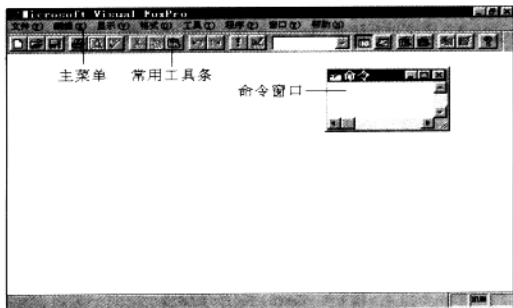 Microsoft Visual FoxPro
文件(F) 编辑(E) 显示(V) 格式(O) 工具(T) 程序(P) 窗口(W) 帮助(H)
主菜单 常用工具条
命令
命令窗口